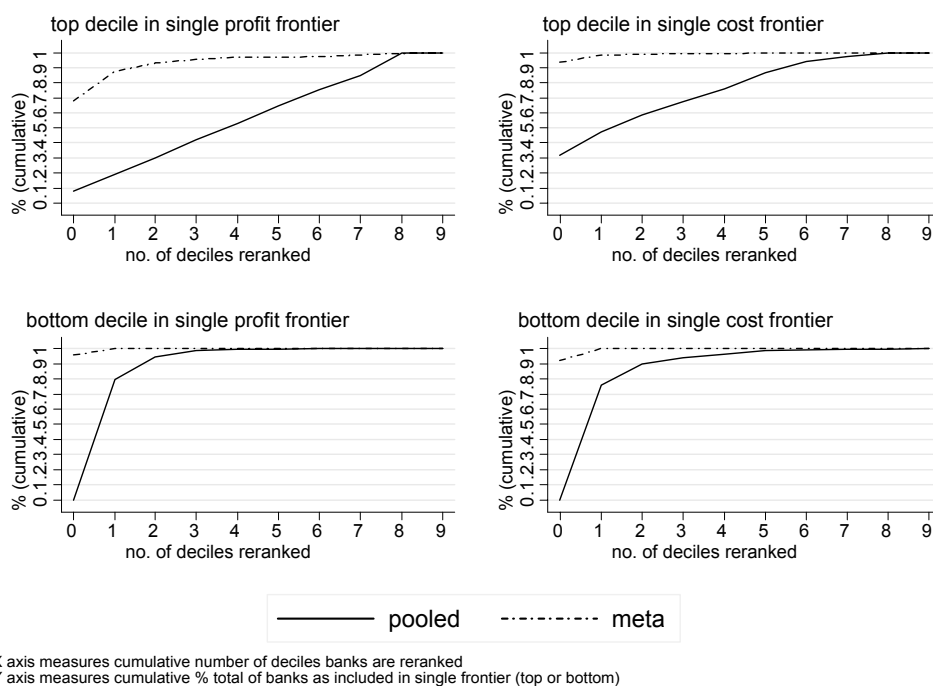 top decile in single profit frontier
% (cumulative)
0 .1 .2 .3 .4 .5 .6 .7 .8 .9 1
0 1 2 3 4 5 6 7 8 9
no. of deciles reranked
top decile in single cost frontier
% (cumulative)
0 .1 .2 .3 .4 .5 .6 .7 .8 .9 1
0 1 2 3 4 5 6 7 8 9
no. of deciles reranked
bottom decile in single profit frontier
% (cumulative)
0 .1 .2 .3 .4 .5 .6 .7 .8 .9 1
0 1 2 3 4 5 6 7 8 9
no. of deciles reranked
bottom decile in single cost frontier
% (cumulative)
0 .1 .2 .3 .4 .5 .6 .7 .8 .9 1
0 1 2 3 4 5 6 7 8 9
no. of deciles reranked
pooled meta
X axis measures cumulative number of deciles banks are reranked
Y axis measures cumulative % total of banks as included in single frontier (top or bottom)